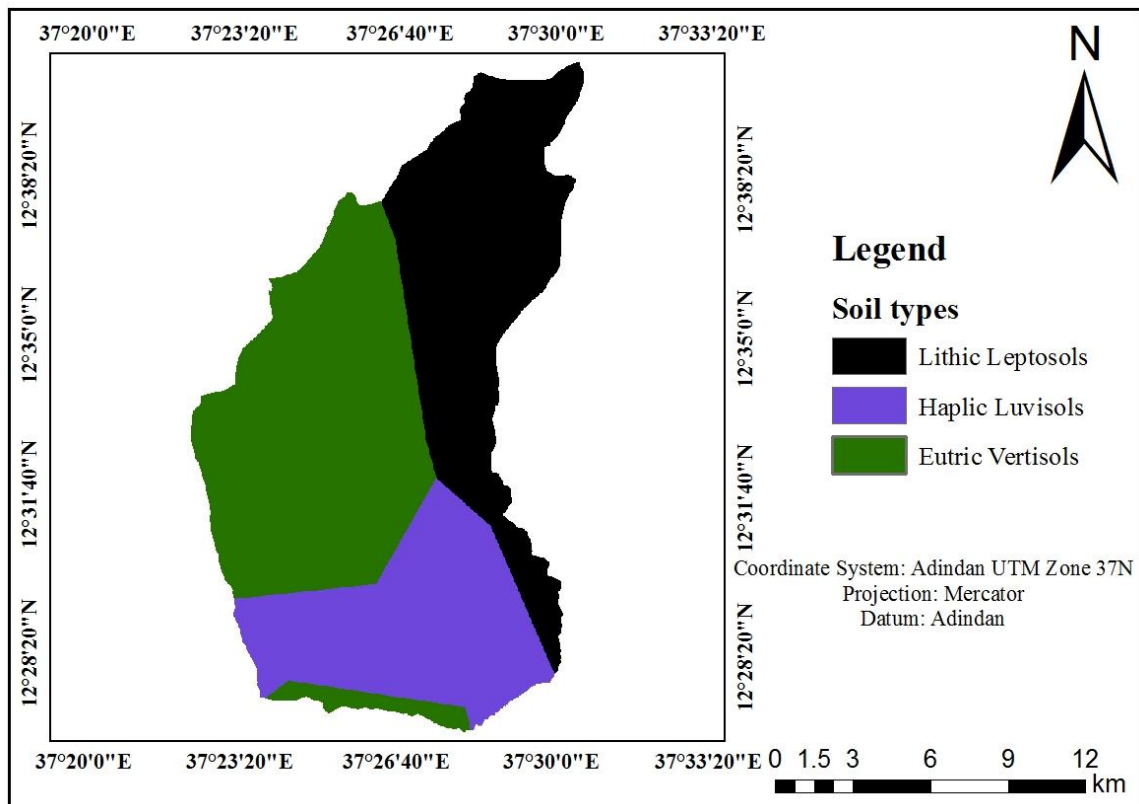 37°20'0"E 37°23'20"E 37°26'40"E 37°30'0"E 37°33'20"E
N
12°38'20"N
12°38'20"N
12°35'0"N
12°35'0"N
12°31'40"N
12°31'40"N
12°28'20"N
12°28'20"N
Legend
Soil types
Lithic Leptosols
Haplic Luvisols
Eutric Vertisols
Coordinate System: Adindan UTM Zone 37N
Projection: Mercator
Datum: Adindan
37°20'0"E 37°23'20"E 37°26'40"E 37°30'0"E 37°33'20"E
0 1.5 3 6 9 12
km